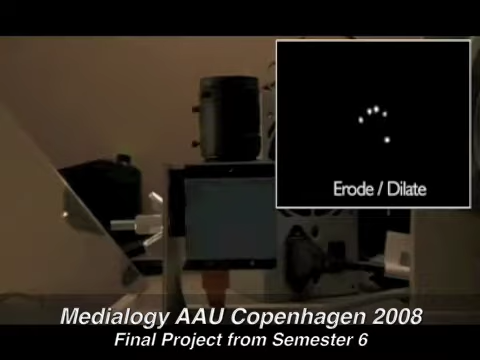 Erode / Dilate
Medialogy AAU Copenhagen 2008
Final Project from Semester 6